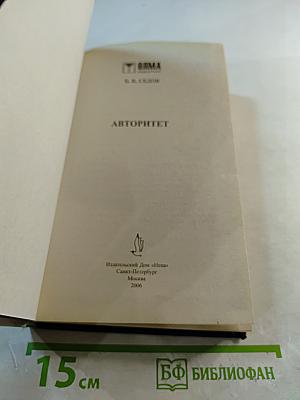 ОЛМА
Б. К. СЕДОВ
АВТОРИТЕТ
Издательский Дом «Нева»
Санкт-Петербург
Москва
2006
15 см
БФ БИБЛИОФАН